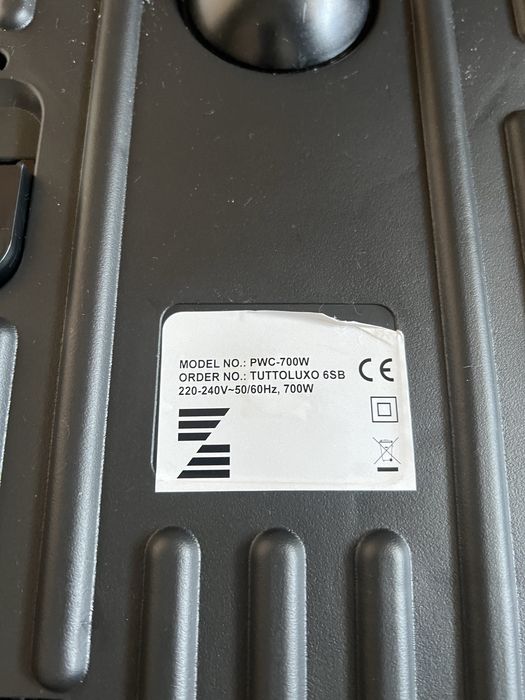 MODEL NO.: PWC-700W
ORDER NO.: TUTTOLUXO 6SB
220-240V~50/60Hz, 700W
CE